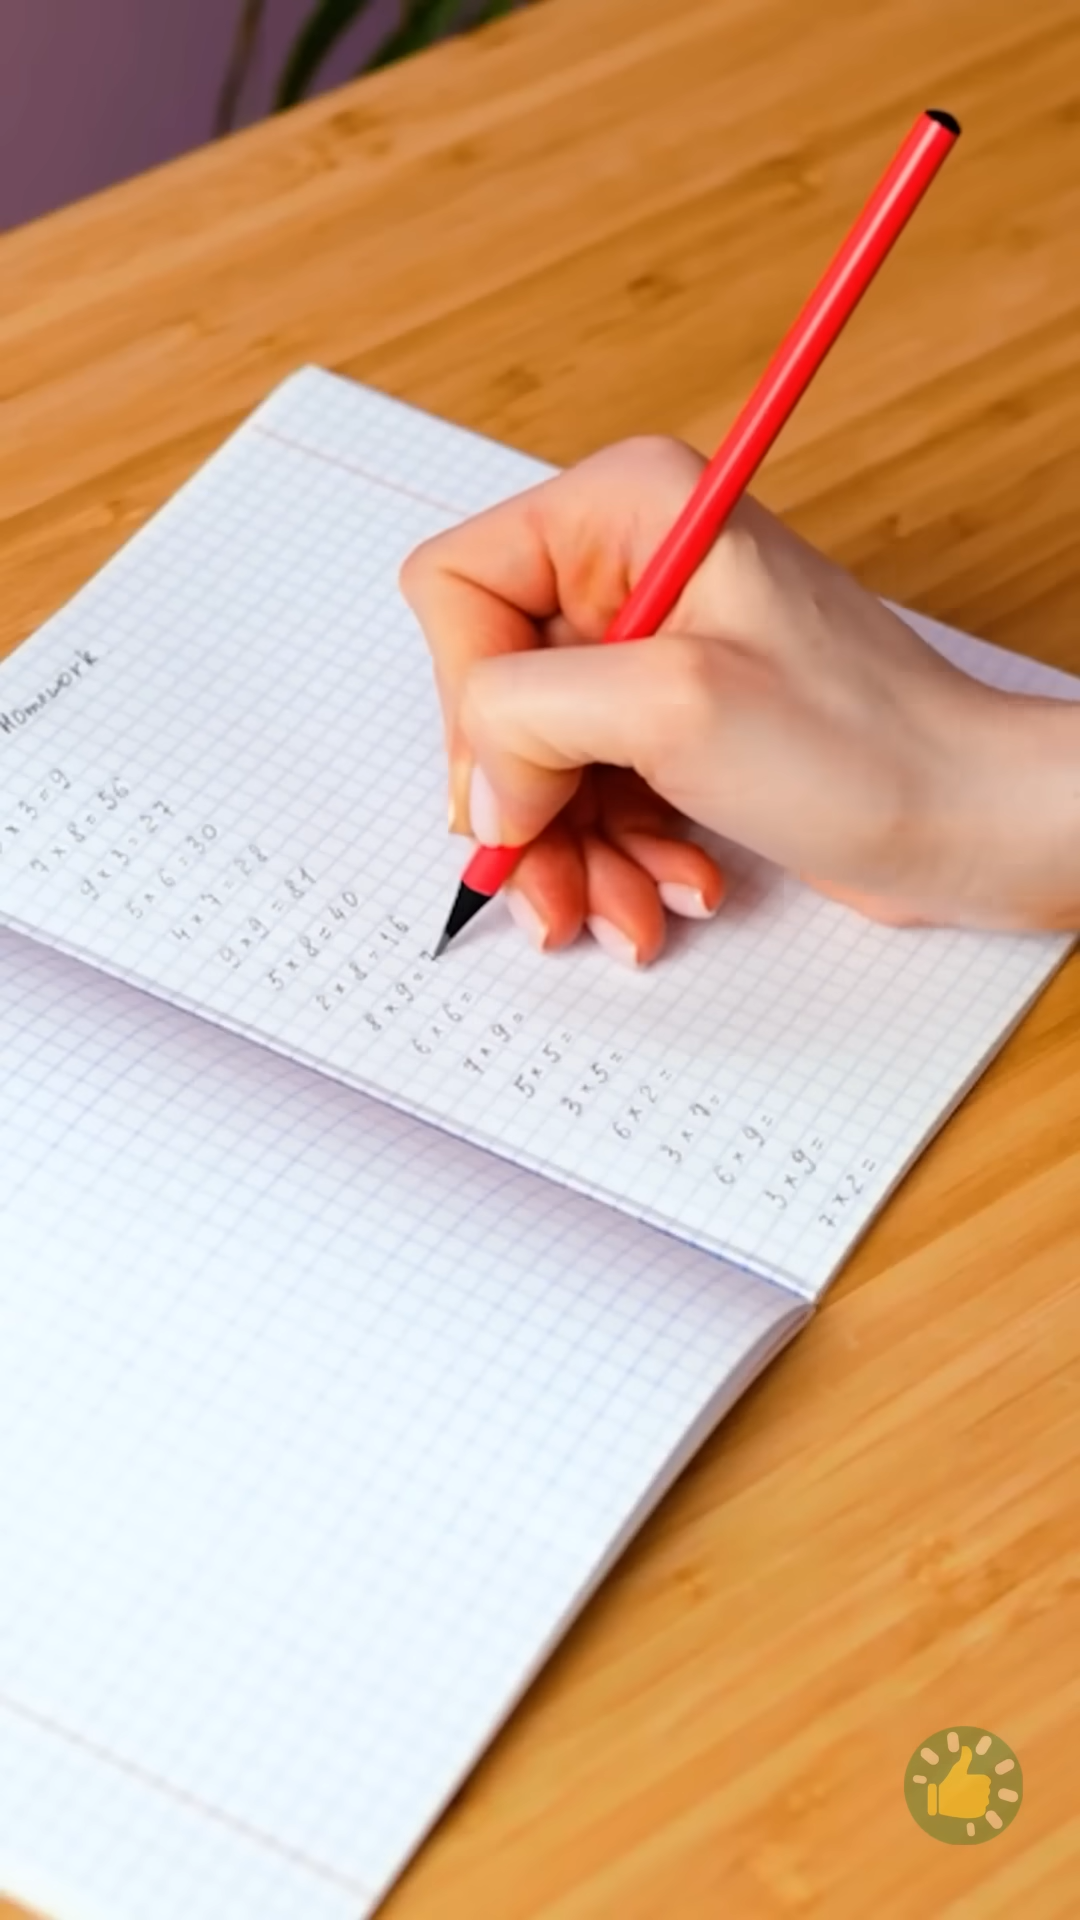 Homework
x 3 = 9
7 x 8 = 56
9 x 3 = 27
5 x 6 = 30
4 x 7 = 28
9 x 9 = 81
5 x 8 = 40
2 x 8 = 16
8 x 9 = 7
6 x 6 =
7 x 9 =
5 x 5 =
3 x 5 =
6 x 2 =
3 x 7 =
6 x 9 =
3 x 9 =
7 x 2 =